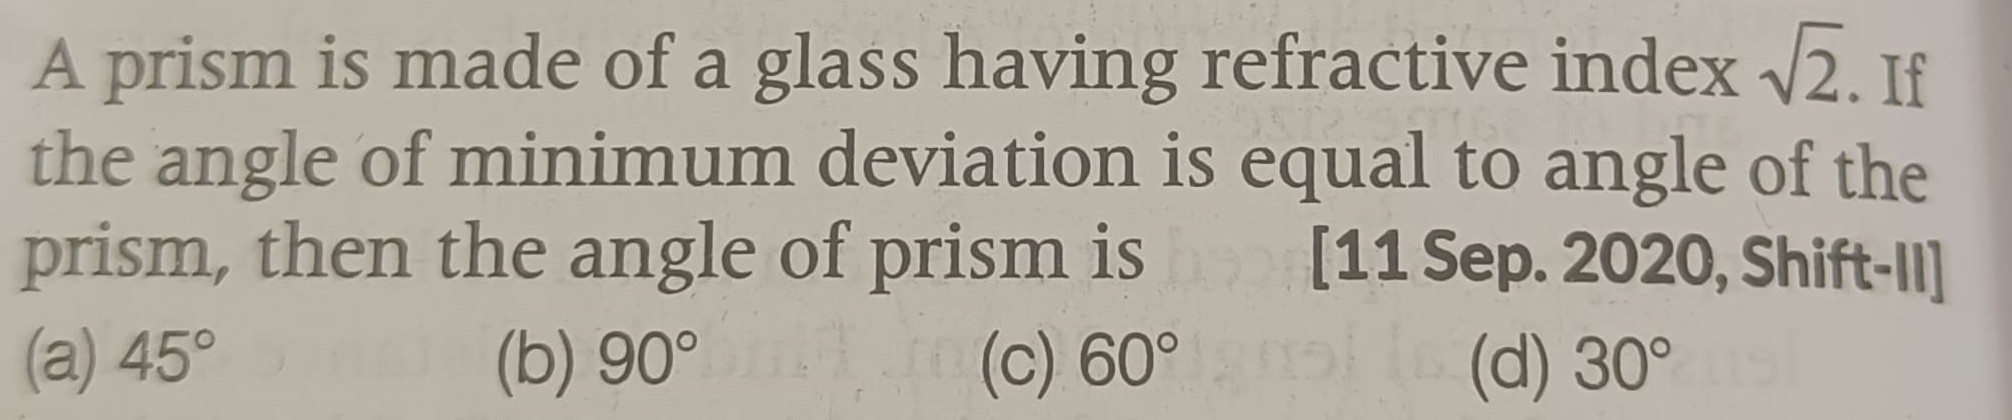 A prism is made of a glass having refractive index √2. If
the angle of minimum deviation is equal to angle of the
prism, then the angle of prism is [11 Sep. 2020, Shift-II]
(a) 45° (b) 90° (c) 60° (d) 30°